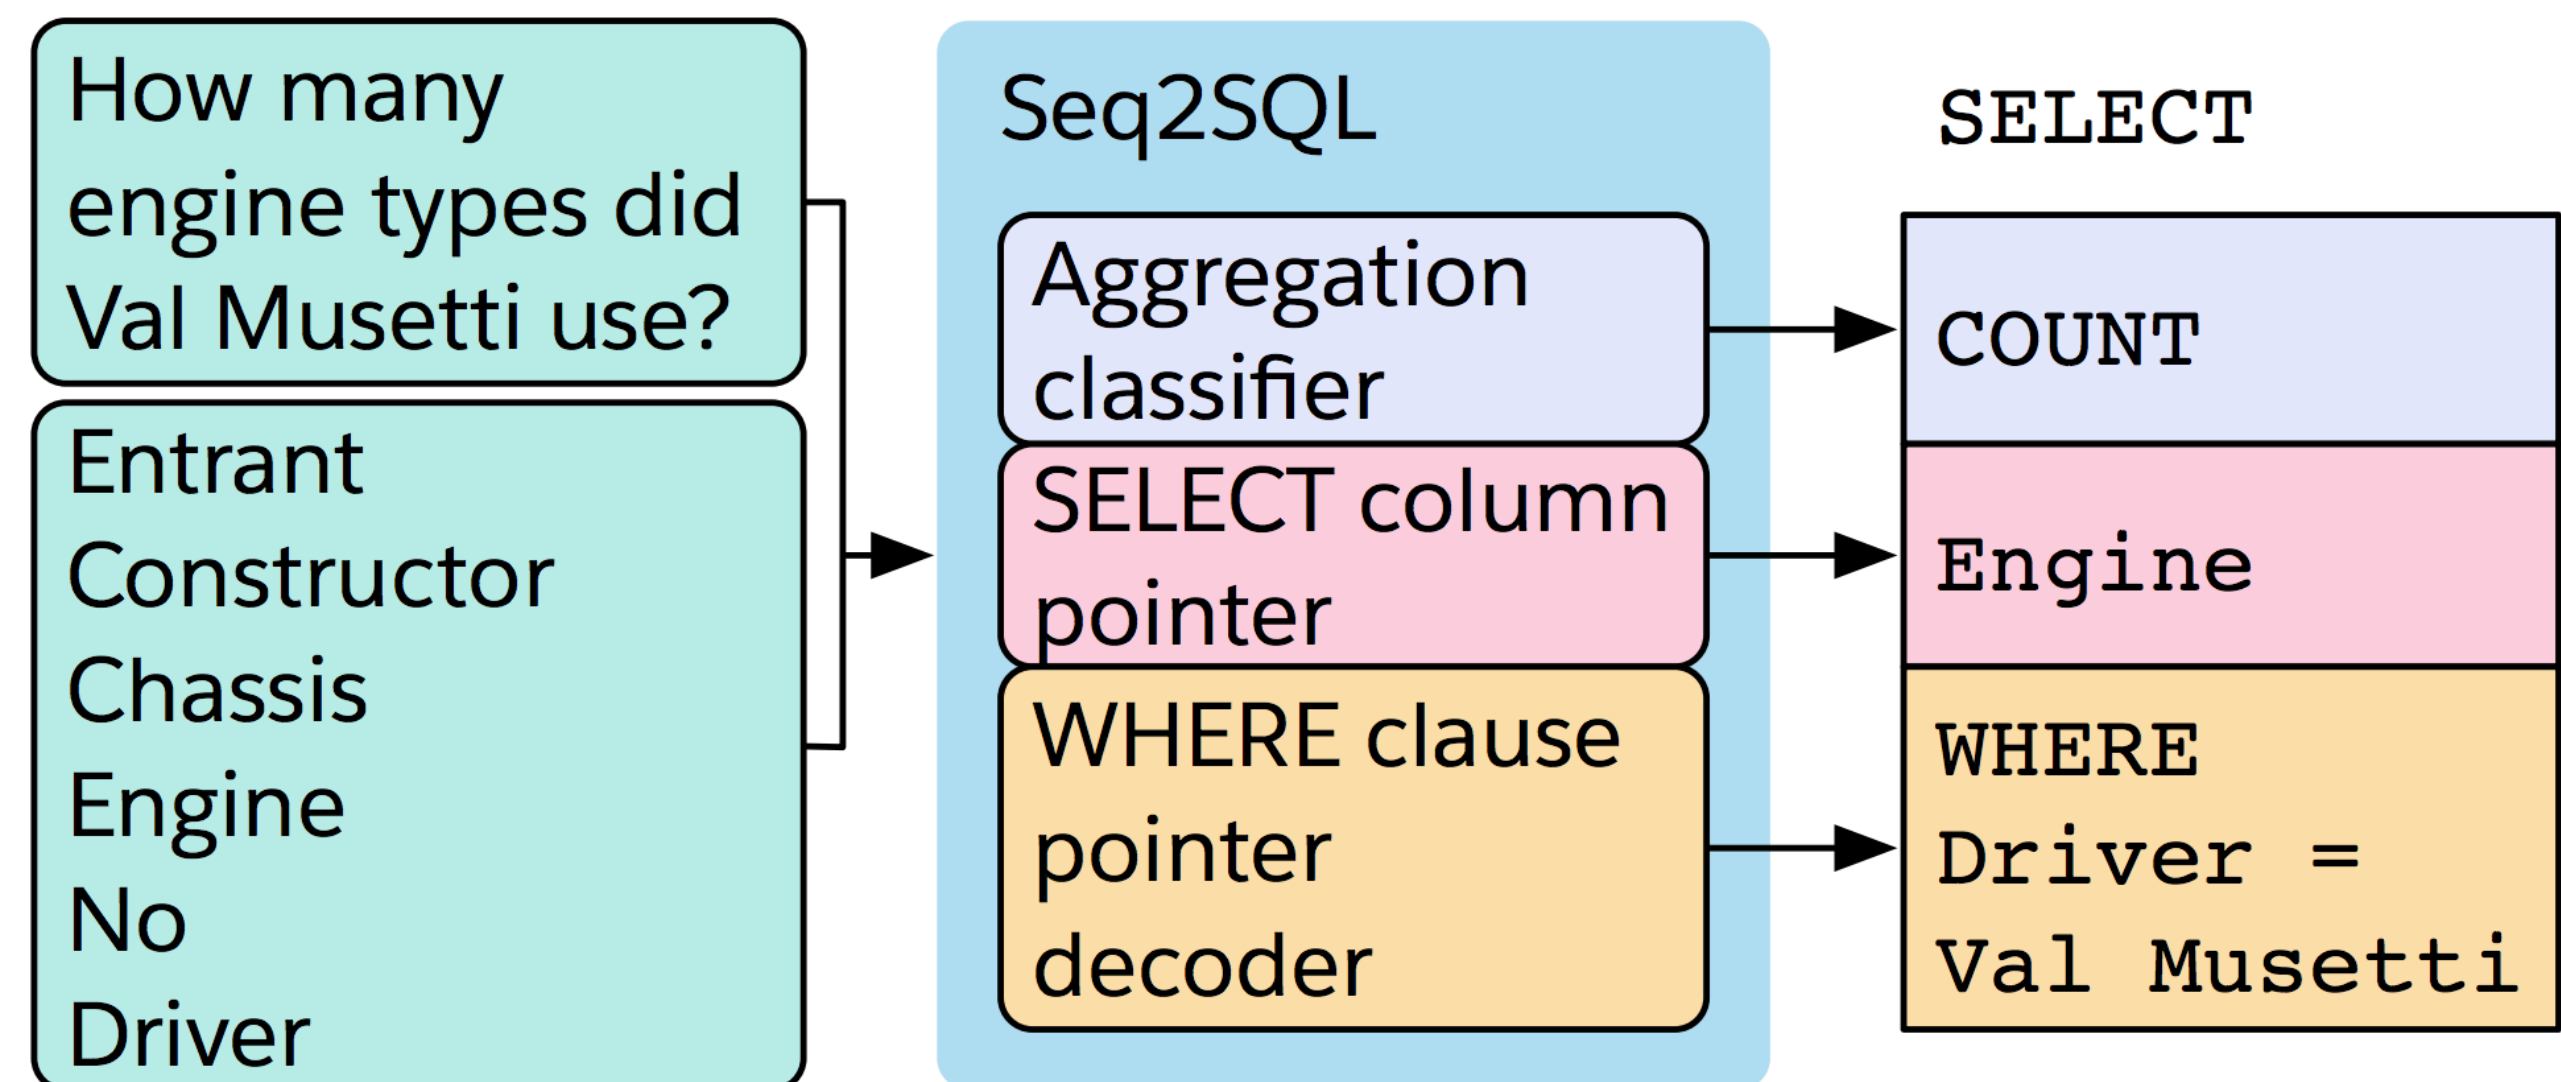 How many
engine types did
Val Musetti use?
Entrant
Constructor
Chassis
Engine
No
Driver
Seq2SQL
Aggregation
classifier
SELECT column
pointer
WHERE clause
pointer
decoder
SELECT
COUNT
Engine
WHERE
Driver =
Val Musetti